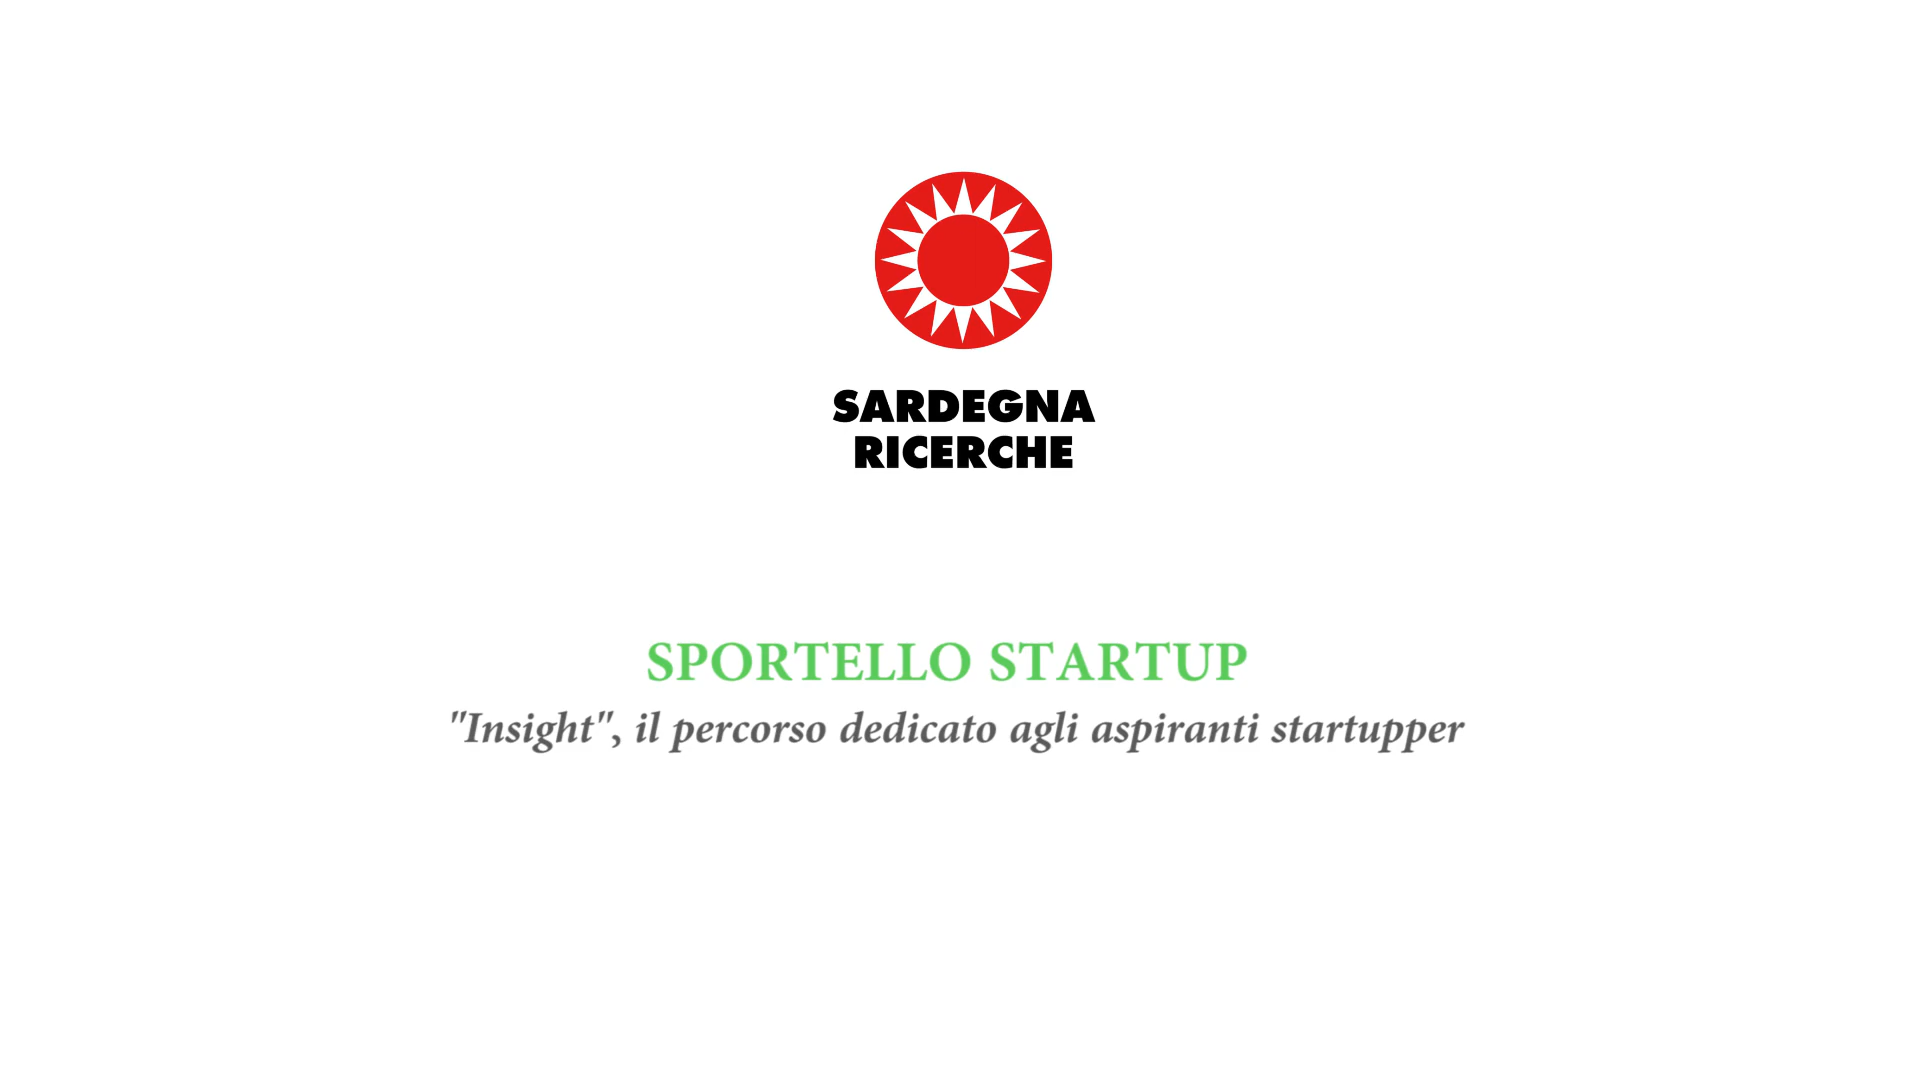 SARDEGNA
RICERCHE
SPORTELLO STARTUP
"Insight", il percorso dedicato agli aspiranti startupper